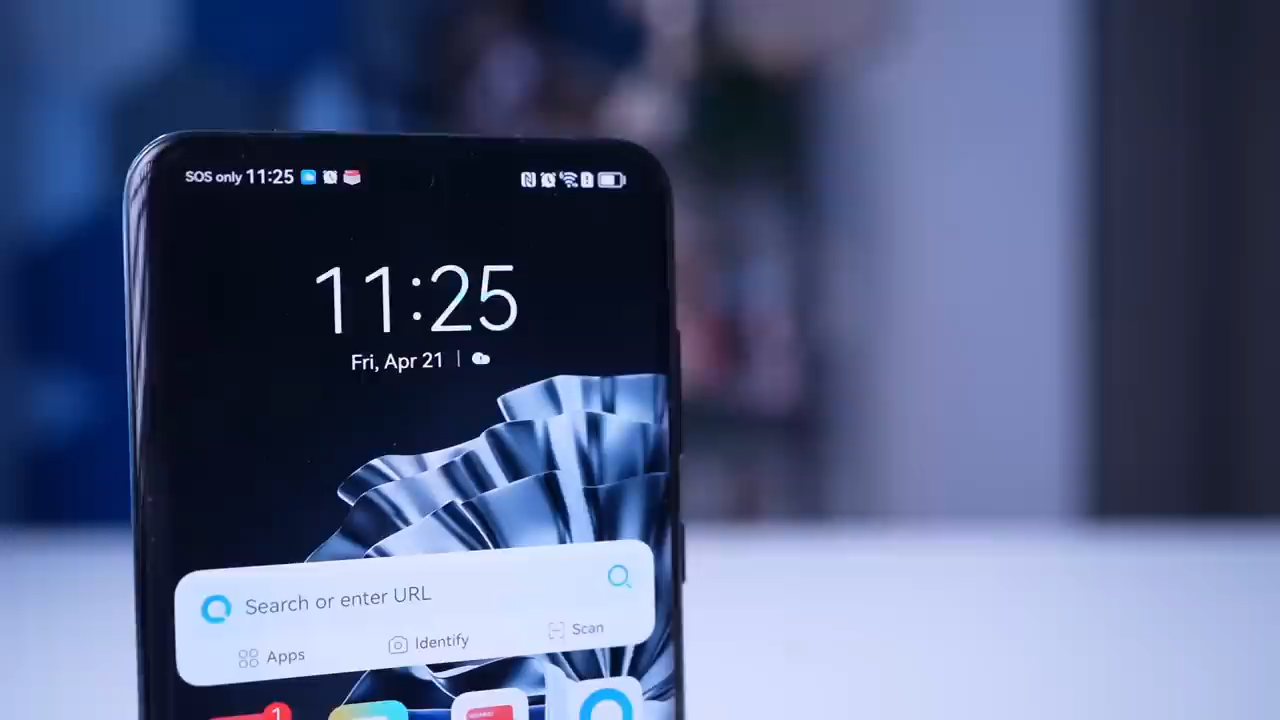 SOS only 11:25
11:25
Fri, Apr 21
Search or enter URL
Apps
Identify
Scan
1